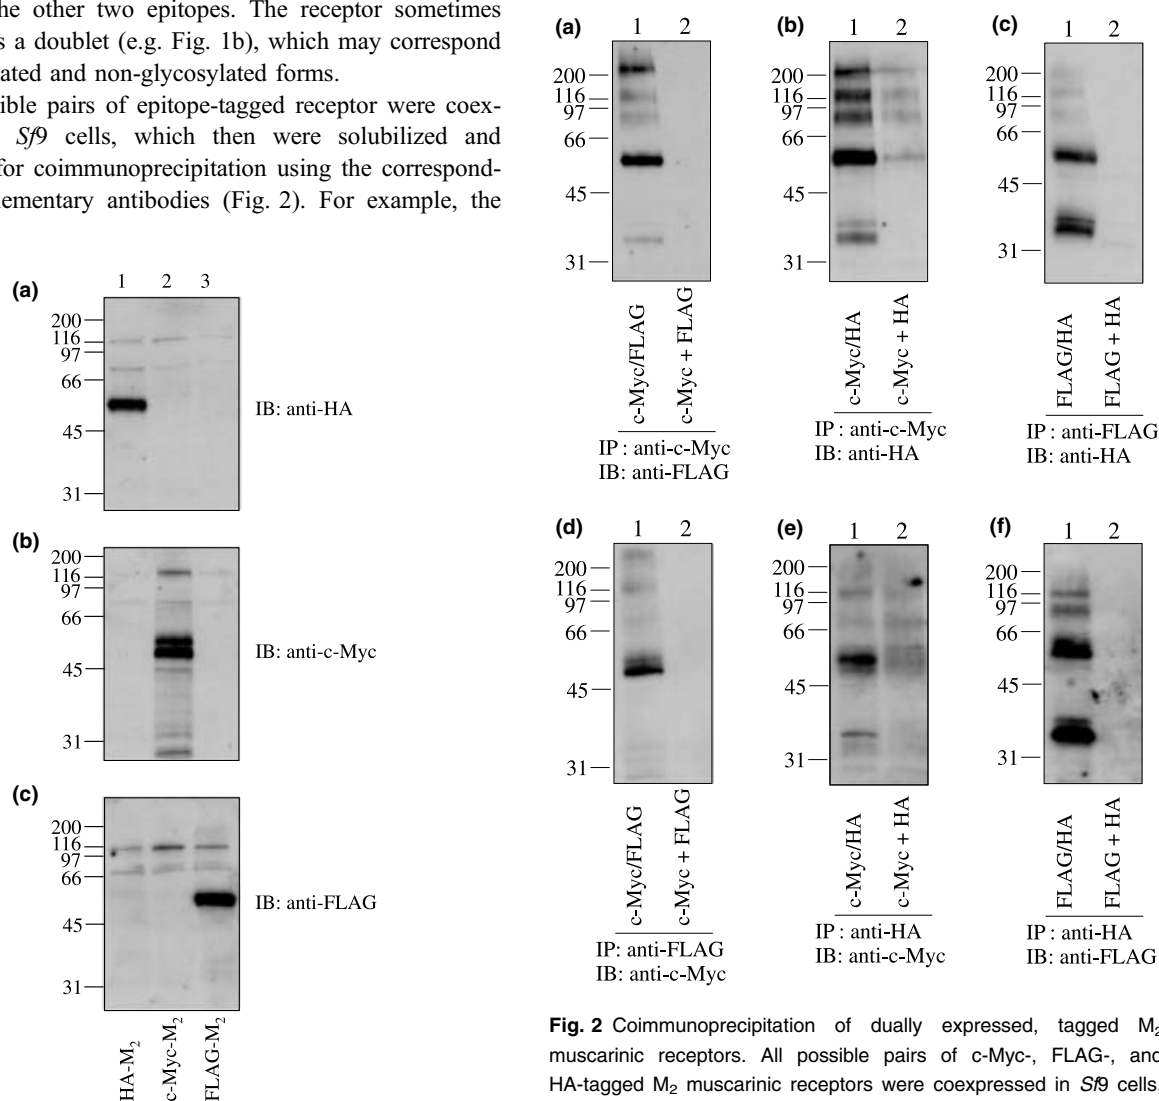 he other two epitopes. The receptor sometimes
s a doublet (e.g. Fig. 1b), which may correspond
ated and non-glycosylated forms.
ible pairs of epitope-tagged receptor were coex-
Sf9 cells, which then were solubilized and
for coimmunoprecipitation using the correspond-
lementary antibodies (Fig. 2). For example, the
(a)
1 2 3
200
116
97
66
45
31
IB: anti-HA
(b)
200
116
97
66
45
31
IB: anti-c-Myc
(c)
200
116
97
66
45
31
IB: anti-FLAG
HA-M2
c-Myc-M2
FLAG-M2
(a)
1 2
200
116
97
66
45
31
c-Myc/FLAG
c-Myc + FLAG
IP : anti-c-Myc
IB: anti-FLAG
(b)
1 2
200
116
97
66
45
31
c-Myc/HA
c-Myc + HA
IP : anti-c-Myc
IB: anti-HA
(c)
1 2
200
116
97
66
45
31
FLAG/HA
FLAG + HA
IP : anti-FLAG
IB: anti-HA
(d)
1 2
200
116
97
66
45
31
c-Myc/FLAG
c-Myc + FLAG
IP: anti-FLAG
IB: anti-c-Myc
(e)
1 2
200
116
97
66
45
31
c-Myc/HA
c-Myc + HA
IP : anti-HA
IB: anti-c-Myc
(f)
1 2
200
116
97
66
45
31
FLAG/HA
FLAG + HA
IP : anti-HA
IB: anti-FLAG
Fig. 2 Coimmunoprecipitation of dually expressed, tagged M2
muscarinic receptors. All possible pairs of c-Myc-, FLAG-, and
HA-tagged M2 muscarinic receptors were coexpressed in Sf9 cells,